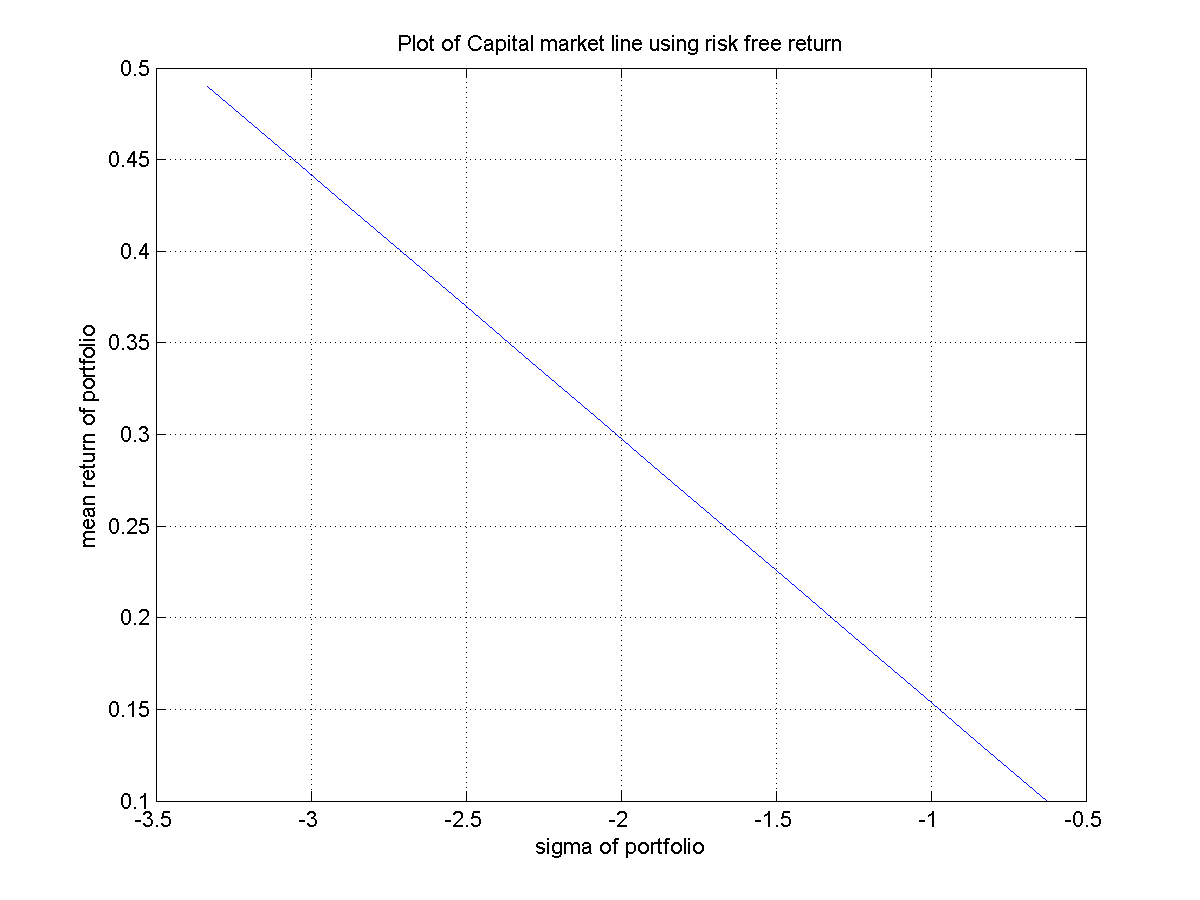 Plot of Capital market line using risk free return
0.5
0.45
0.4
0.35
0.3
0.25
0.2
0.15
0.1
mean return of portfolio
-3.5 -3 -2.5 -2 -1.5 -1 -0.5
sigma of portfolio